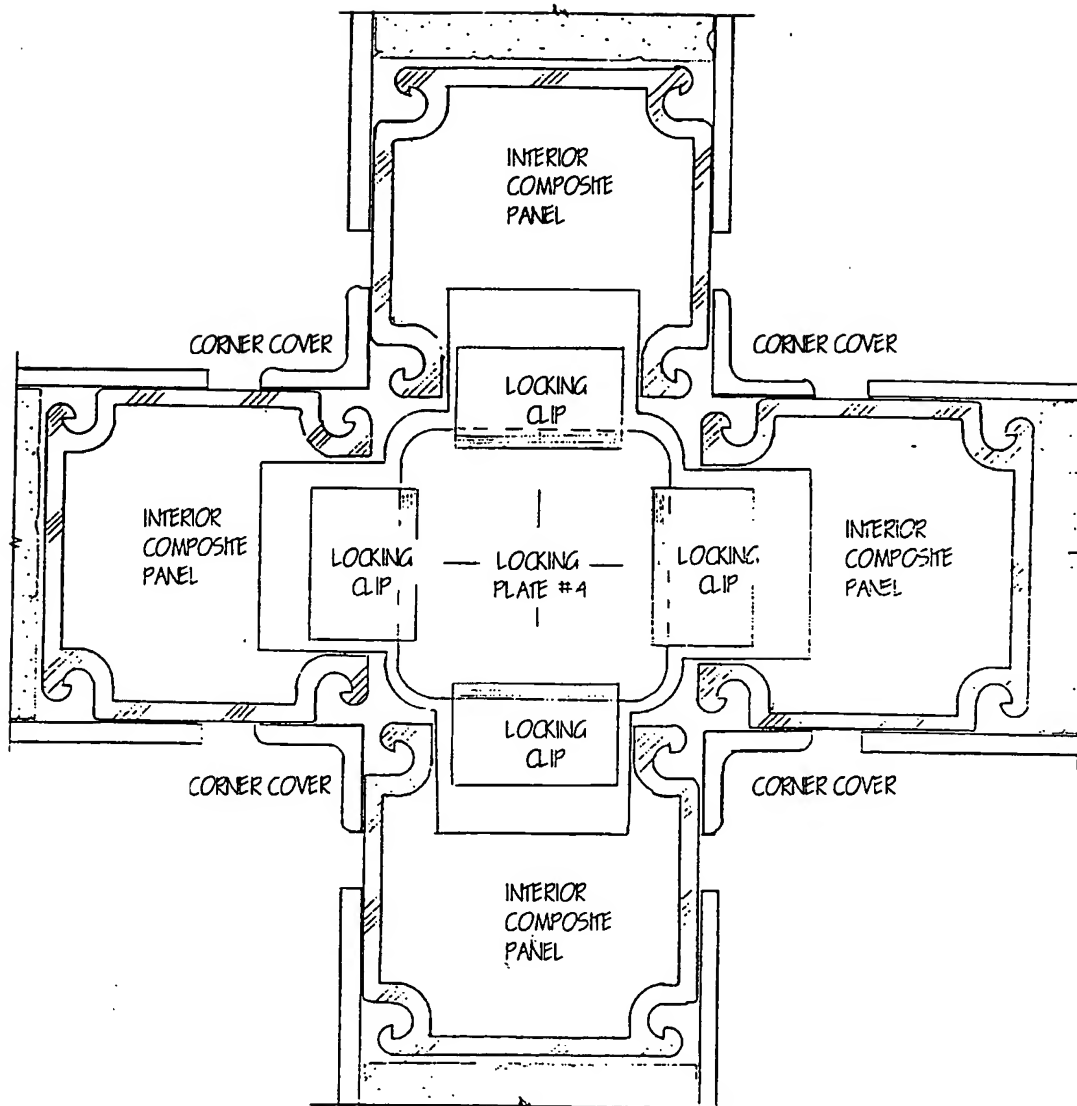 INTERIOR
COMPOSITE
PANEL
CORNER COVER
CORNER COVER
LOCKING
CLIP
INTERIOR
COMPOSITE
PANEL
LOCKING
CLIP
LOCKING
PLATE #4
LOCKING
CLIP
INTERIOR
COMPOSITE
PANEL
LOCKING
CLIP
CORNER COVER
CORNER COVER
INTERIOR
COMPOSITE
PANEL